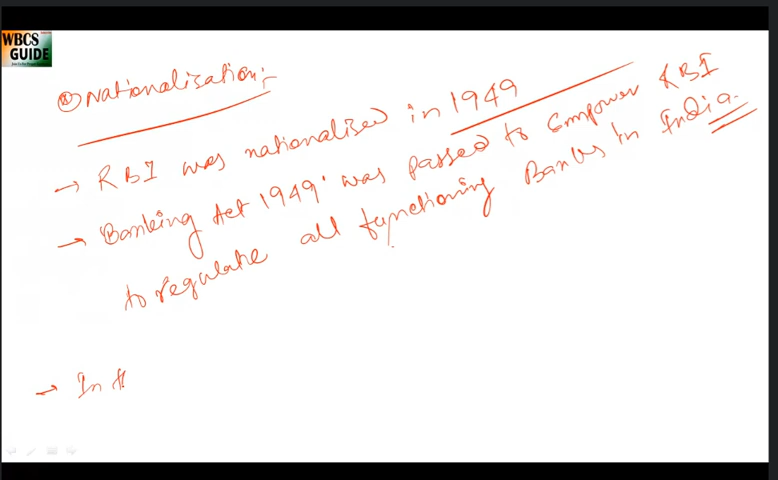 WBCS
GUIDE
Nationalisation:-
→ RBI was nationalised in 1949
→ Banking Act 1949' was passed to empower RBI
to regulate all functioning Banks in India.
→ In